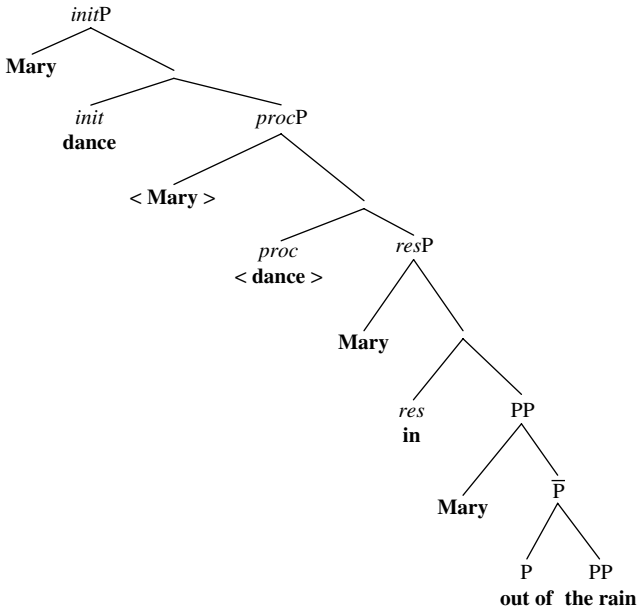 initP
Mary
init procP
dance
< Mary >
proc resP
< dance >
Mary
res PP
in
Mary P̅
P PP
out of the rain